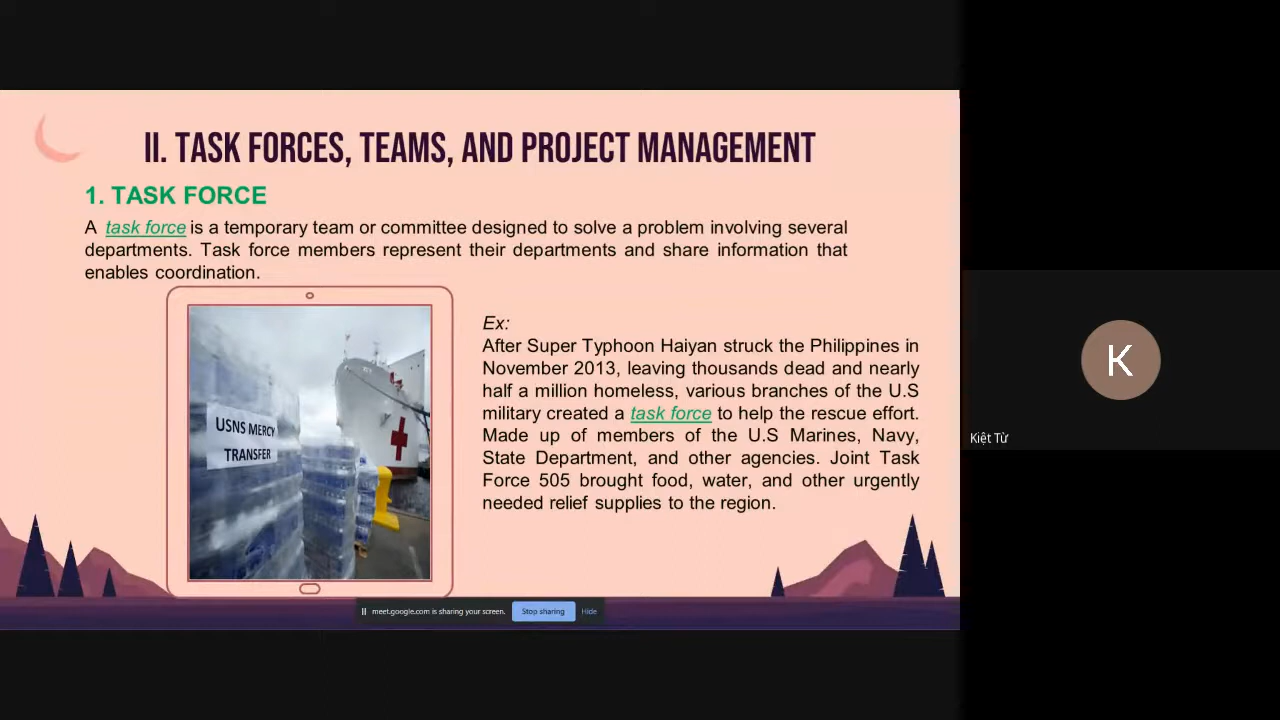 II. TASK FORCES, TEAMS, AND PROJECT MANAGEMENT
1. TASK FORCE
A task force is a temporary team or committee designed to solve a problem involving several
departments. Task force members represent their departments and share information that
enables coordination.
USNS MERCY
TRANSFER
Ex:
After Super Typhoon Haiyan struck the Philippines in
November 2013, leaving thousands dead and nearly
half a million homeless, various branches of the U.S
military created a task force to help the rescue effort.
Made up of members of the U.S Marines, Navy,
State Department, and other agencies. Joint Task
Force 505 brought food, water, and other urgently
needed relief supplies to the region.
meet.google.com is sharing your screen. Stop sharing Hide
K
Kiệt Từ